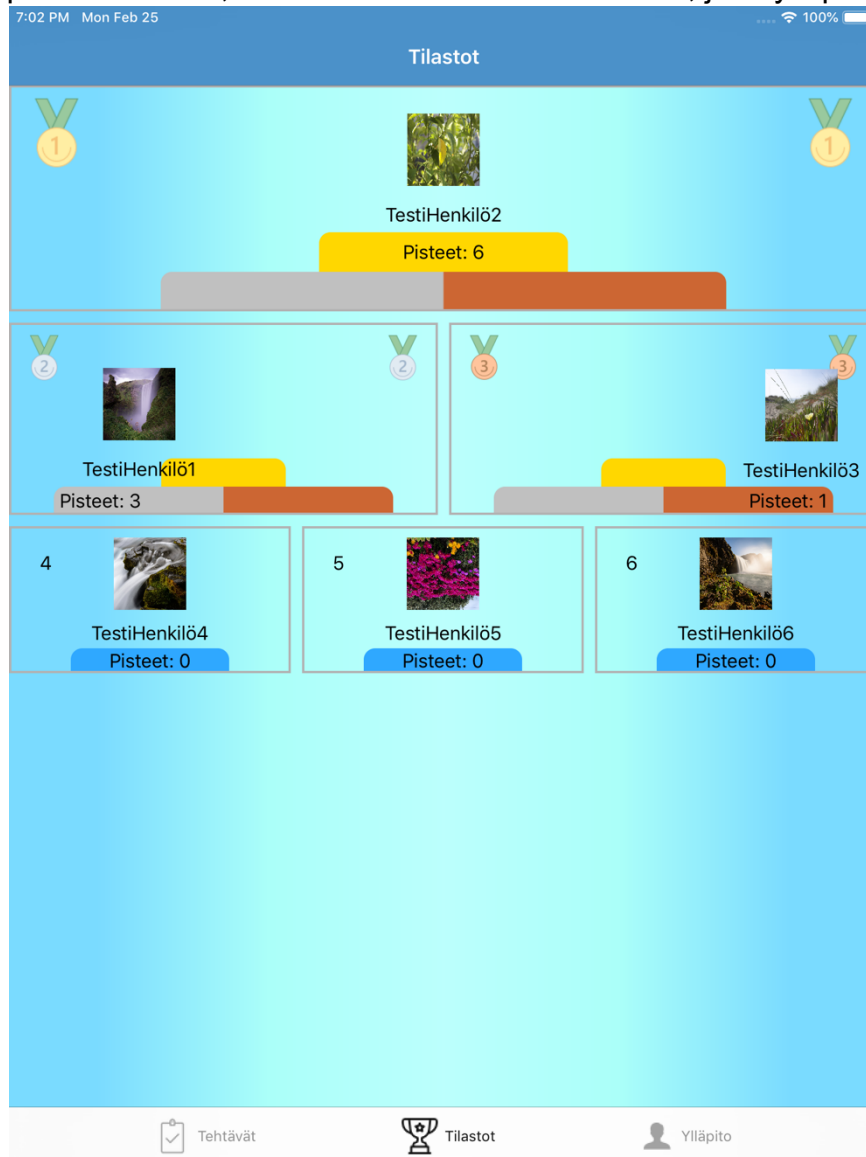 7:02 PM Mon Feb 25
100%
Tilastot
1
1
TestiHenkilö2
Pisteet: 6
2
2
3
3
TestiHenkilö1
TestiHenkilö3
Pisteet: 3
Pisteet: 1
4
5
6
TestiHenkilö4
TestiHenkilö5
TestiHenkilö6
Pisteet: 0
Pisteet: 0
Pisteet: 0
Tehtävät
Tilastot
Ylläpito